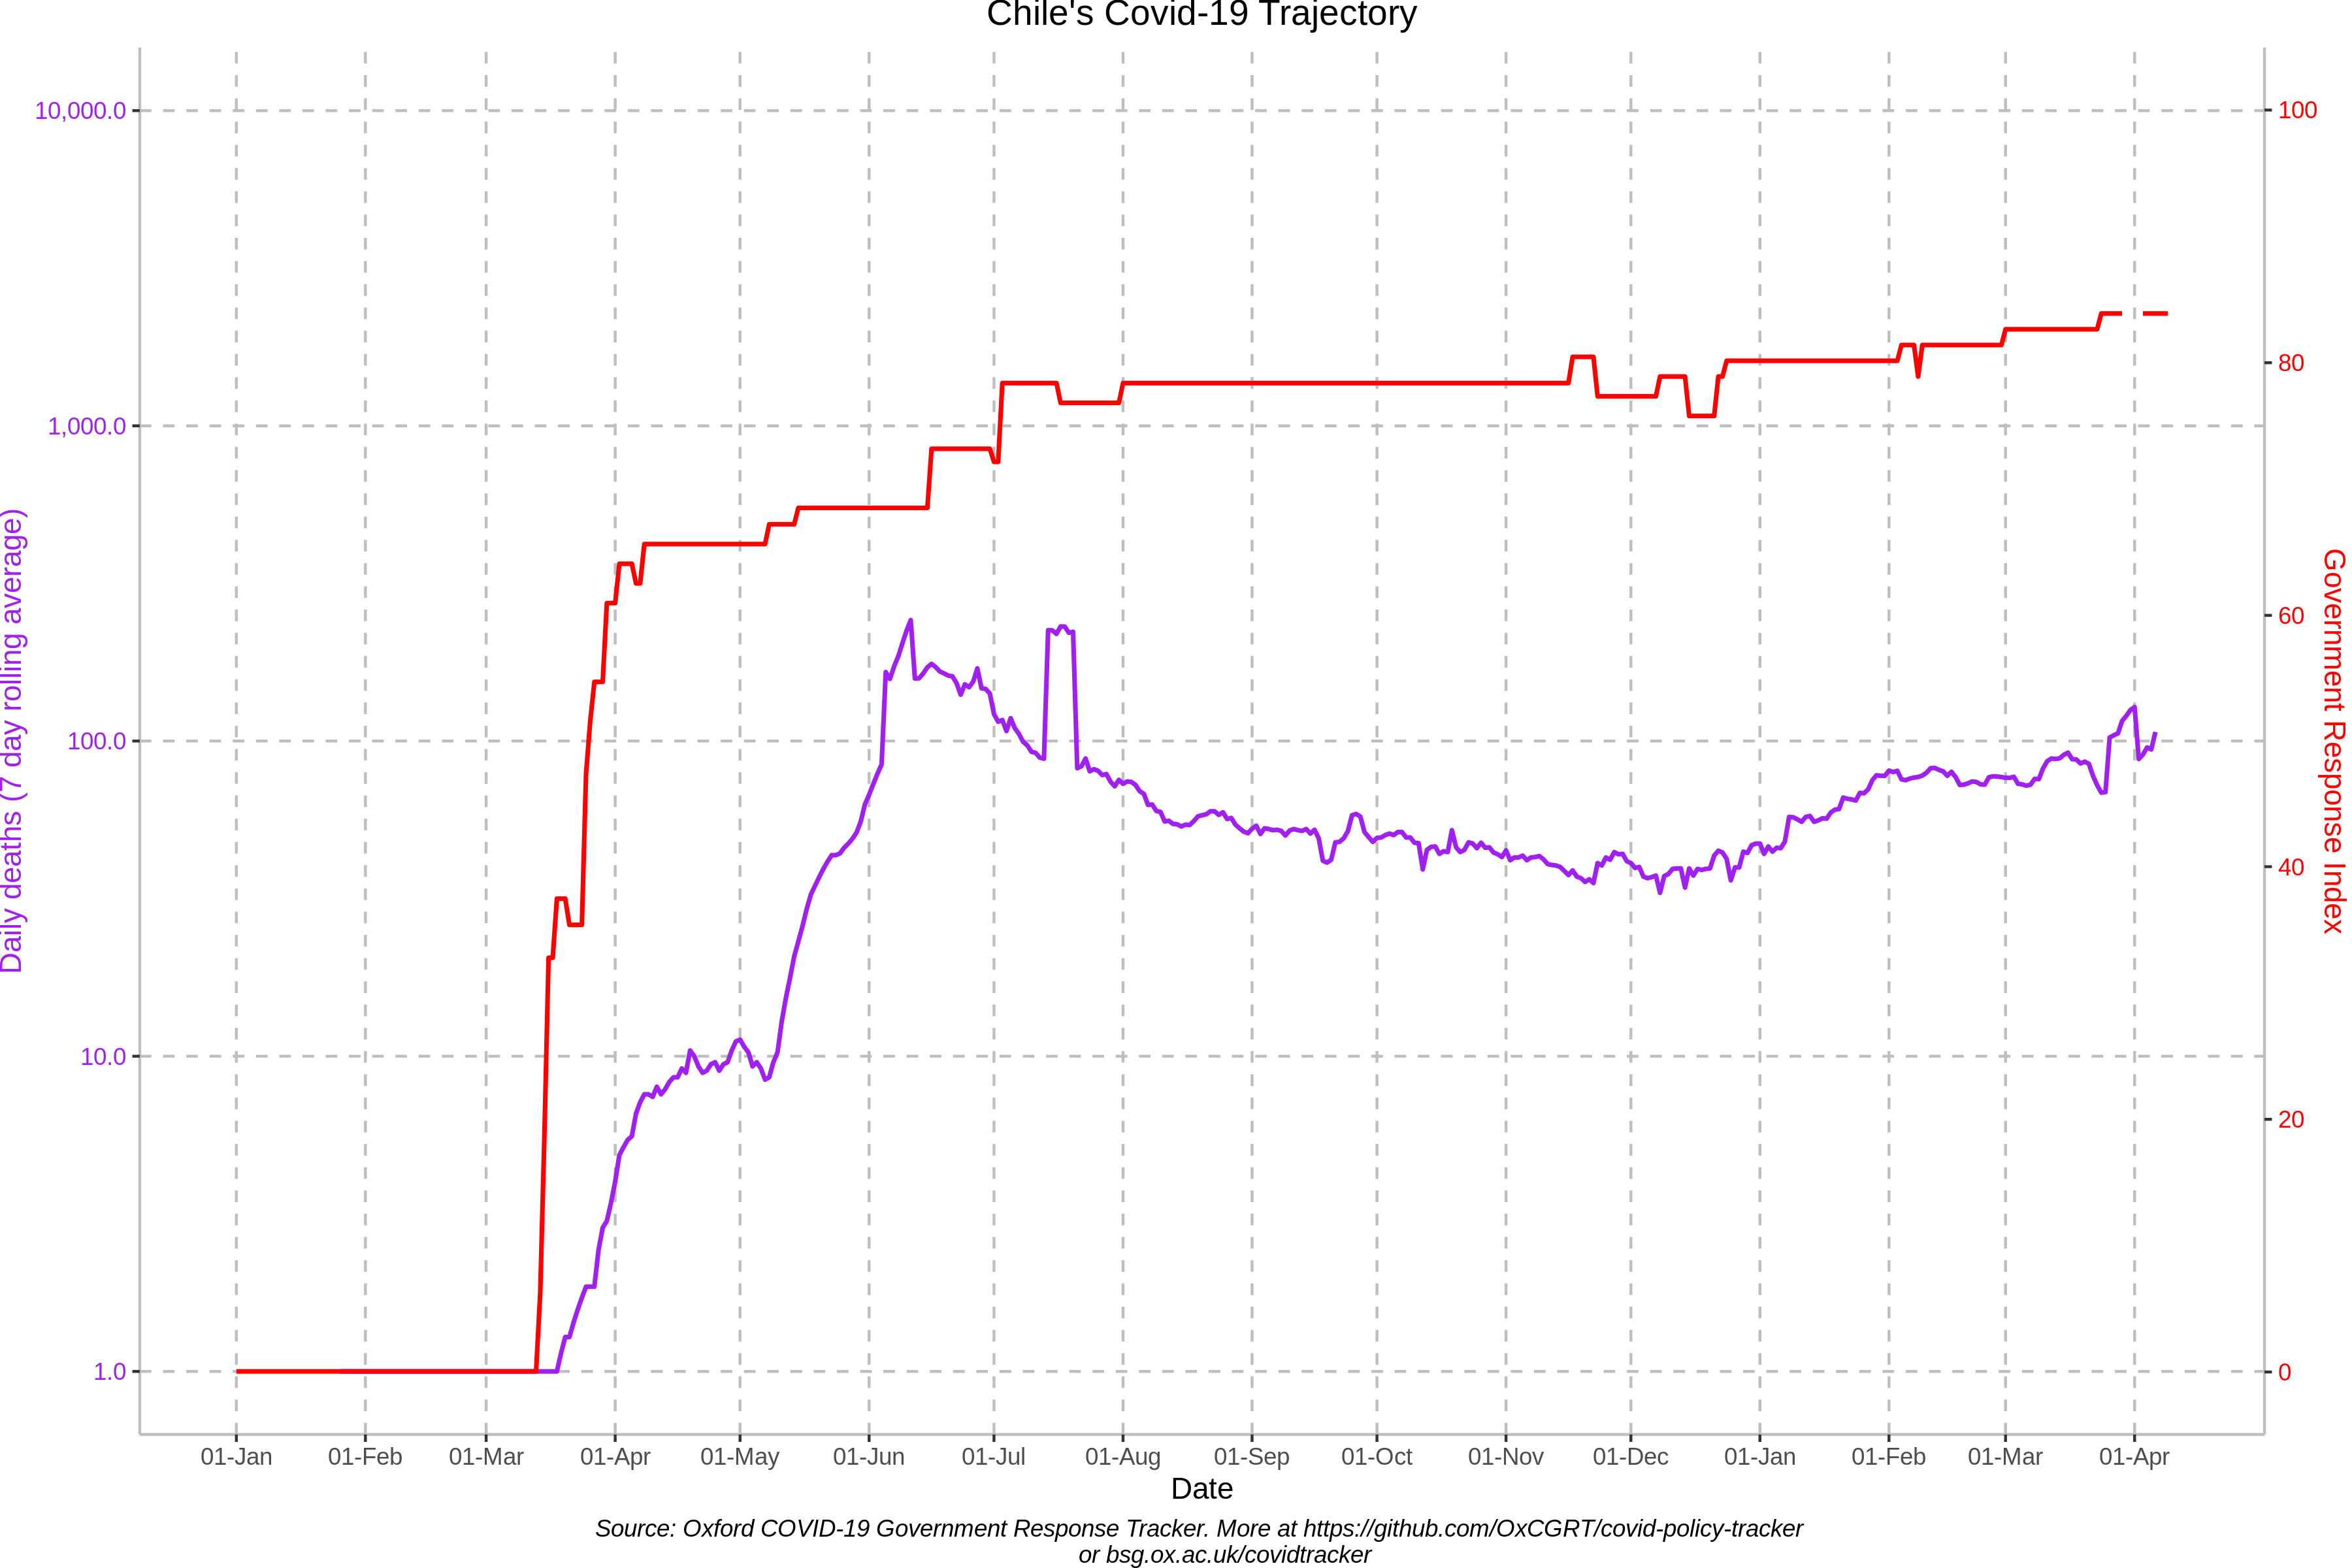 Chile's Covid-19 Trajectory
10,000.0
1,000.0
100.0
10.0
1.0
Daily deaths (7 day rolling average)
100
80
60
40
20
0
Government Response Index
01-Jan 01-Feb 01-Mar 01-Apr 01-May 01-Jun 01-Jul 01-Aug 01-Sep 01-Oct 01-Nov 01-Dec 01-Jan 01-Feb 01-Mar 01-Apr
Date
Source: Oxford COVID-19 Government Response Tracker. More at https://github.com/OxCGRT/covid-policy-tracker
or bsg.ox.ac.uk/covidtracker